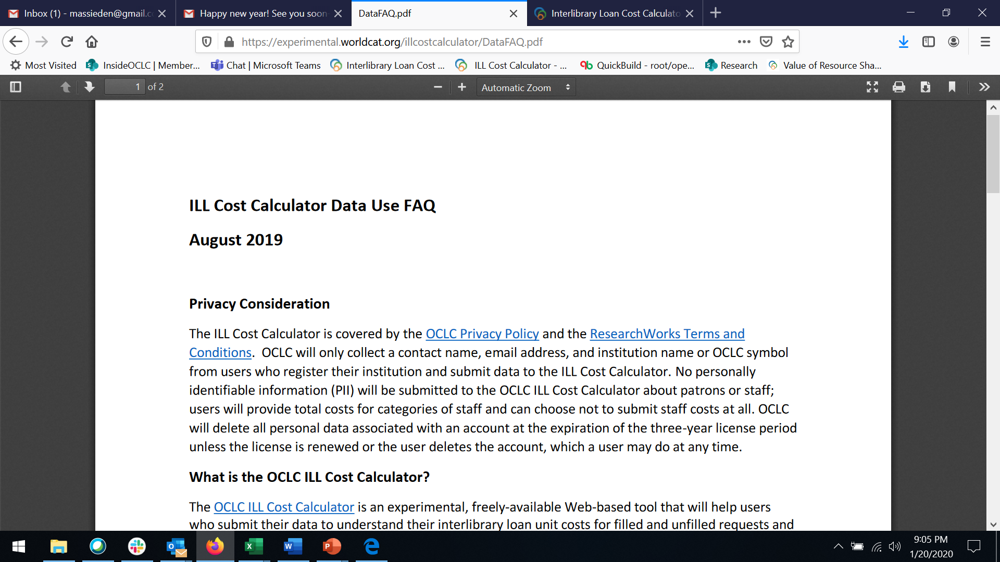 Inbox (1) - massieden@gmail.c
Happy new year! See you soon
DataFAQ.pdf
Interlibrary Loan Cost Calculato
https://experimental.worldcat.org/illcostcalculator/DataFAQ.pdf
Most Visited
InsideOCLC | Member...
Chat | Microsoft Teams
Interlibrary Loan Cost ...
ILL Cost Calculator - ...
QuickBuild - root/ope...
Research
Value of Resource Sha...
1 of 2
Automatic Zoom
ILL Cost Calculator Data Use FAQ
August 2019
Privacy Consideration
The ILL Cost Calculator is covered by the OCLC Privacy Policy and the ResearchWorks Terms and
Conditions.  OCLC will only collect a contact name, email address, and institution name or OCLC symbol
from users who register their institution and submit data to the ILL Cost Calculator. No personally
identifiable information (PII) will be submitted to the OCLC ILL Cost Calculator about patrons or staff;
users will provide total costs for categories of staff and can choose not to submit staff costs at all. OCLC
will delete all personal data associated with an account at the expiration of the three-year license period
unless the license is renewed or the user deletes the account, which a user may do at any time.
What is the OCLC ILL Cost Calculator?
The OCLC ILL Cost Calculator is an experimental, freely-available Web-based tool that will help users
who submit their data to understand their interlibrary loan unit costs for filled and unfilled requests and
9:05 PM
1/20/2020